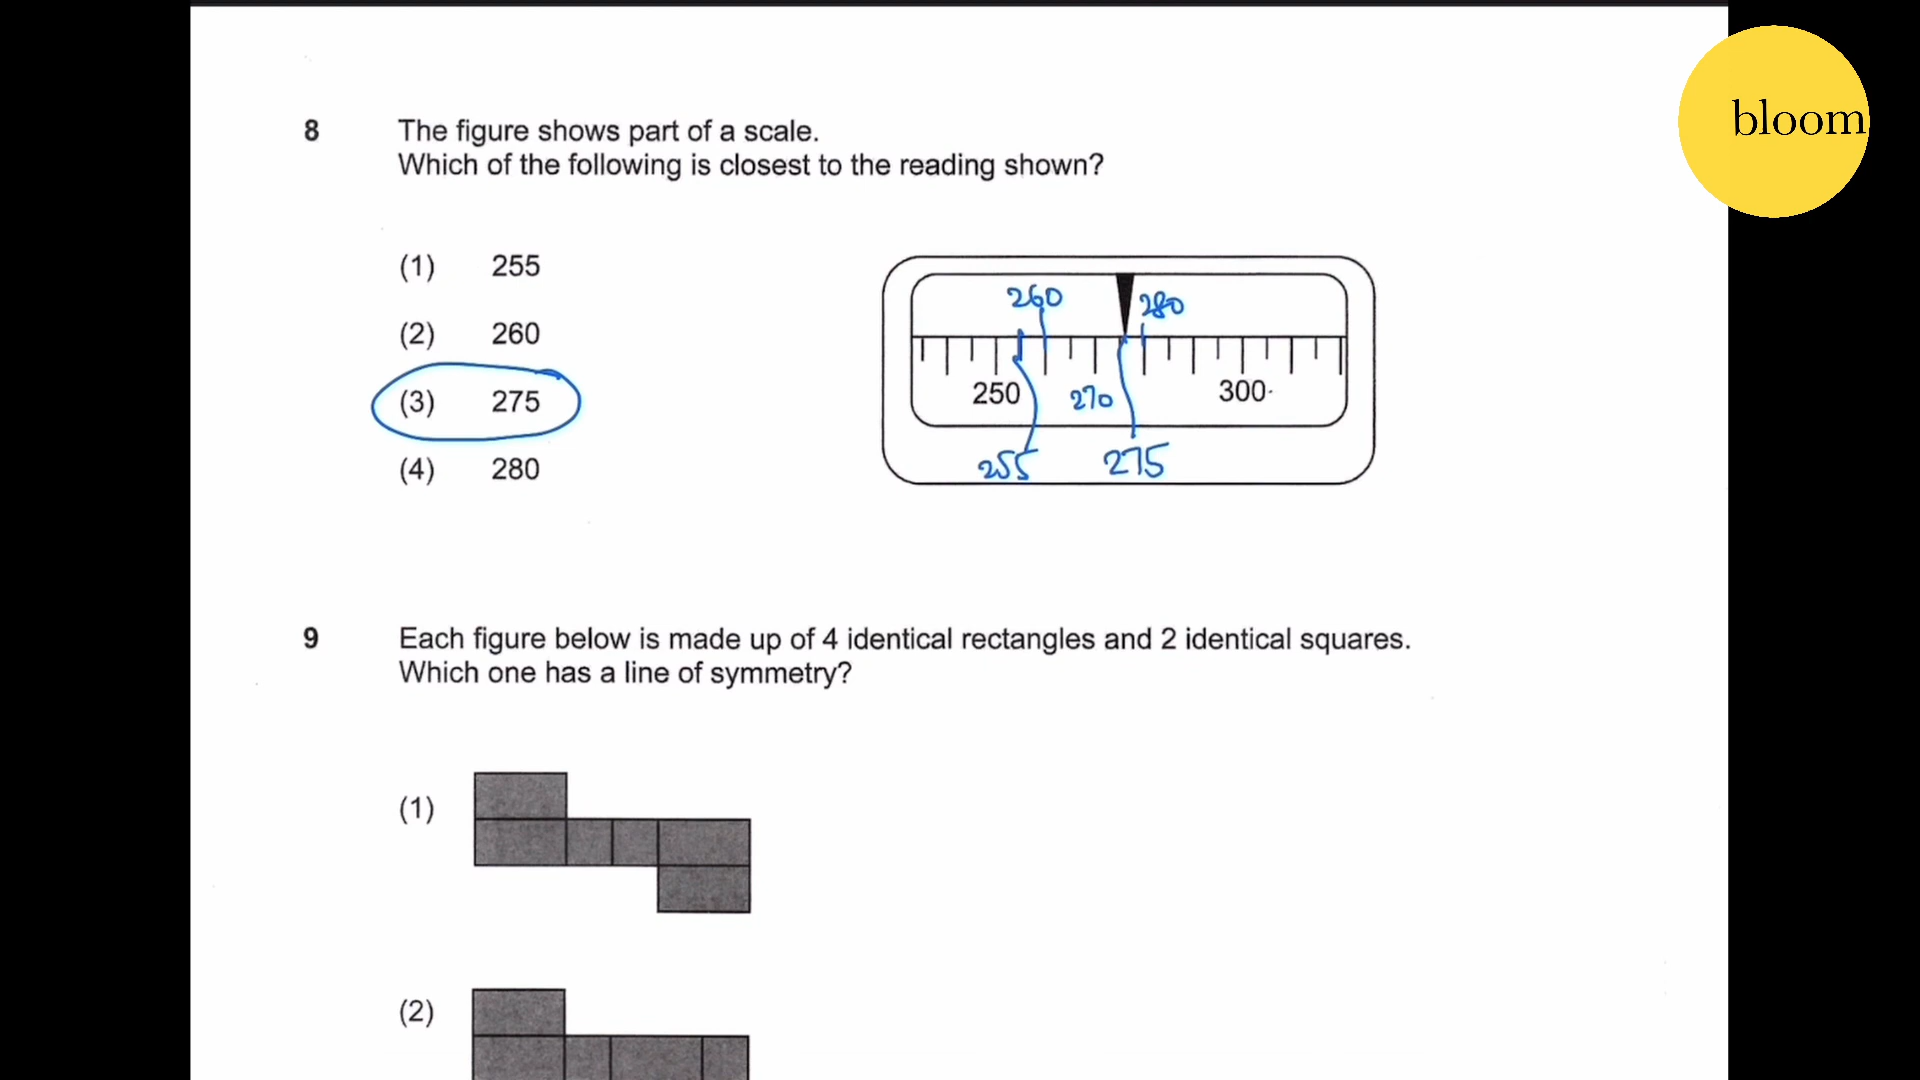 bloom
8 The figure shows part of a scale.
Which of the following is closest to the reading shown?
(1) 255
(2) 260
(3) 275
(4) 280
260 280
250 270 300
255 275
9 Each figure below is made up of 4 identical rectangles and 2 identical squares.
Which one has a line of symmetry?
(1)
(2)